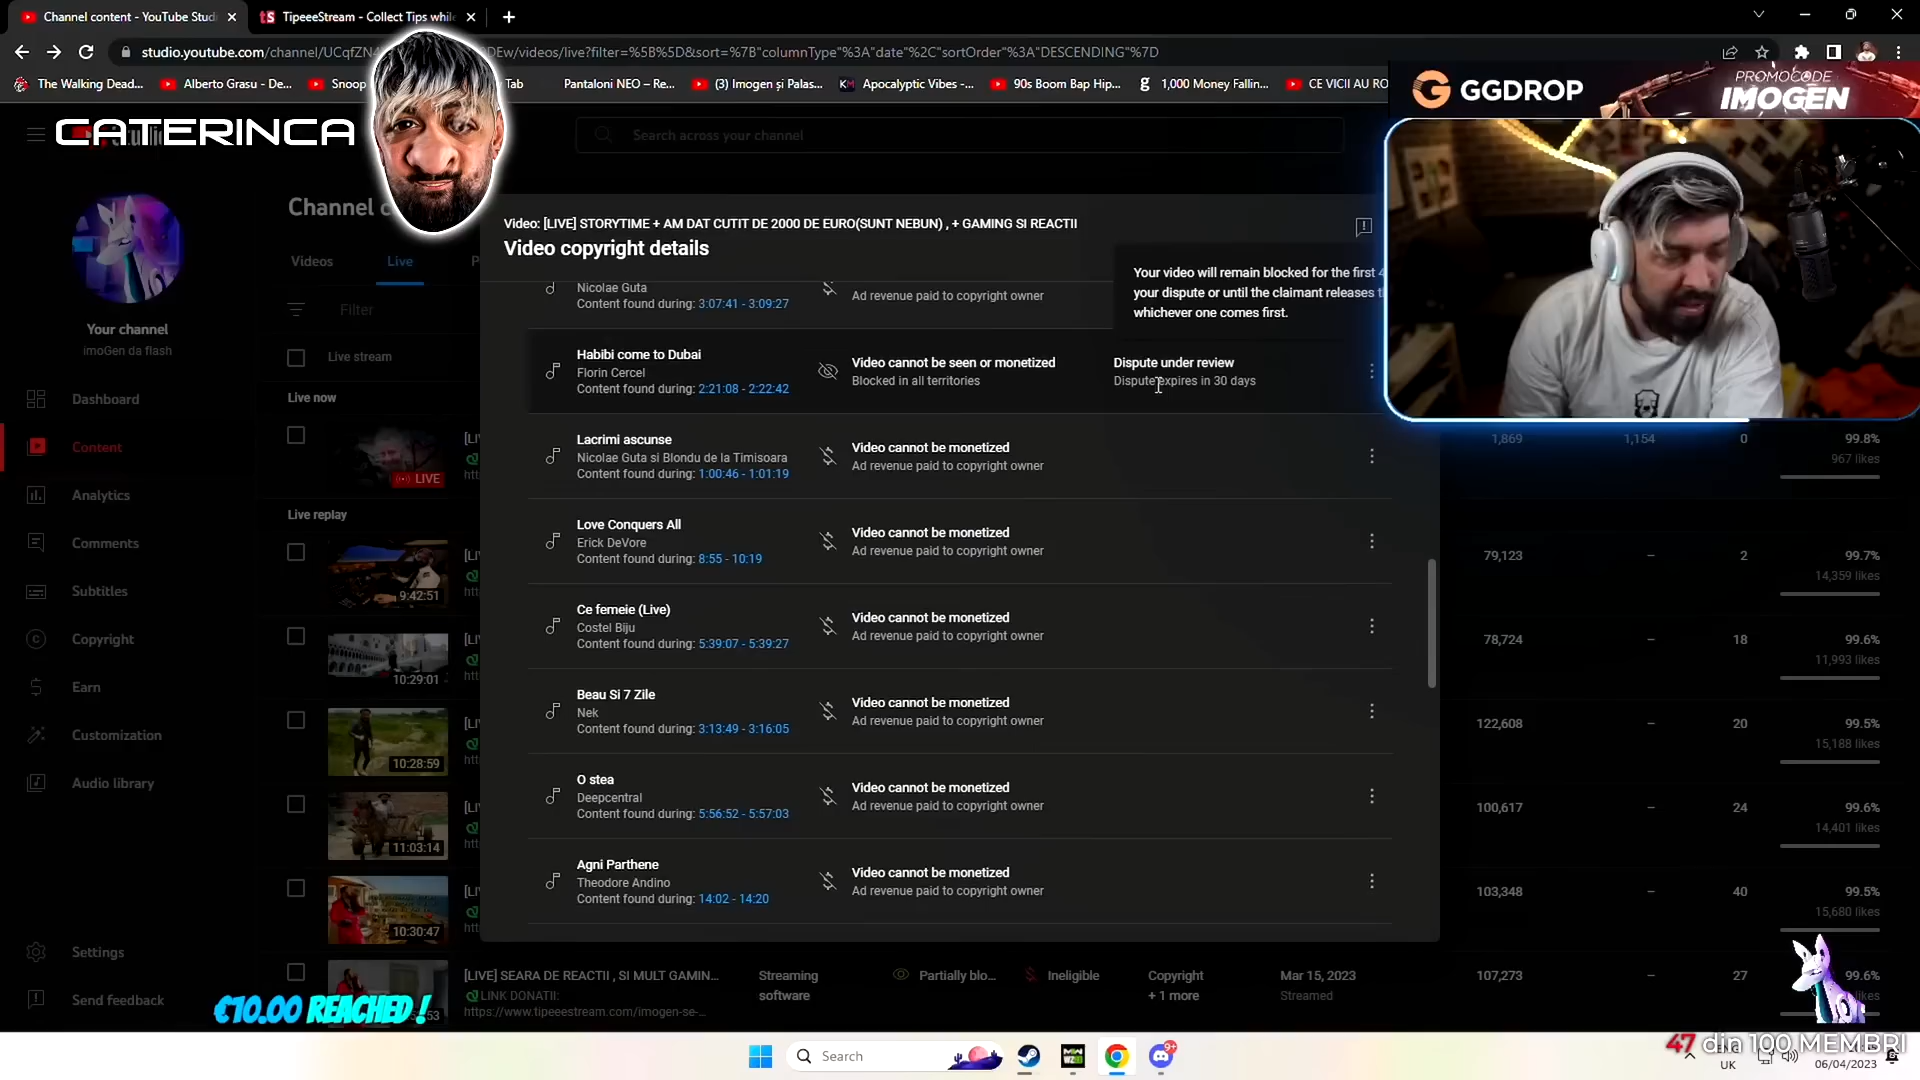 Channel content - YouTube Studi
TipeeeStream - Collect Tips whil
studio.youtube.com/channel/UCqfZN
DEw/videos/live?filter=%5B%5D&sort=%7B"columnType"%3A"date"%2C"sortOrder"%3A"DESCENDING"%7D
The Walking Dead...
Alberto Grasu - De...
Snoop
Tab
Pantaloni NEO – Re...
(3) Imogen și Palas...
KM
Apocalyptic Vibes -...
90s Boom Bap Hip...
g
1,000 Money Fallin...
CE VICII AU RO
GGDROP
PROMOCODE
IMOGEN
CATERINCA
Search across your channel
Channel c
Videos
Live
P
Filter
Your channel
imoGen da flash
Live stream
Live now
LIVE
Live replay
Dashboard
Content
Analytics
Comments
Subtitles
Copyright
Earn
Customization
Audio library
Settings
Send feedback
9:42:51
10:29:01
10:28:59
11:03:14
10:30:47
Video: [LIVE] STORYTIME + AM DAT CUTIT DE 2000 DE EURO(SUNT NEBUN) , + GAMING SI REACTII
Video copyright details
Your video will remain blocked for the first 4
your dispute or until the claimant releases t
whichever one comes first.
Nicolae Guta
Content found during: 3:07:41 - 3:09:27
Ad revenue paid to copyright owner
Habibi come to Dubai
Florin Cercel
Content found during: 2:21:08 - 2:22:42
Video cannot be seen or monetized
Blocked in all territories
Dispute under review
Dispute expires in 30 days
Lacrimi ascunse
Nicolae Guta si Blondu de la Timisoara
Content found during: 1:00:46 - 1:01:19
Video cannot be monetized
Ad revenue paid to copyright owner
Love Conquers All
Erick DeVore
Content found during: 8:55 - 10:19
Video cannot be monetized
Ad revenue paid to copyright owner
Ce femeie (Live)
Costel Biju
Content found during: 5:39:07 - 5:39:27
Video cannot be monetized
Ad revenue paid to copyright owner
Beau Si 7 Zile
Nek
Content found during: 3:13:49 - 3:16:05
Video cannot be monetized
Ad revenue paid to copyright owner
O stea
Deepcentral
Content found during: 5:56:52 - 5:57:03
Video cannot be monetized
Ad revenue paid to copyright owner
Agni Parthene
Theodore Andino
Content found during: 14:02 - 14:20
Video cannot be monetized
Ad revenue paid to copyright owner
1,869
1,154
0
99.8%
967 likes
79,123
–
2
99.7%
14,359 likes
78,724
–
18
99.6%
11,993 likes
122,608
–
20
99.5%
15,188 likes
100,617
–
24
99.6%
14,401 likes
103,348
–
40
99.5%
15,680 likes
[LIVE] SEARA DE REACTII , SI MULT GAMIN...
LINK DONATII:
https://www.tipeeestream.com/imogen-se-...
Streaming
software
Partially blo...
Ineligible
Copyright
+ 1 more
Mar 15, 2023
Streamed
107,273
–
27
99.6%
likes
€10.00 REACHED !
Search
9+
47 din 100 MEMBRI
UK
06/04/2023